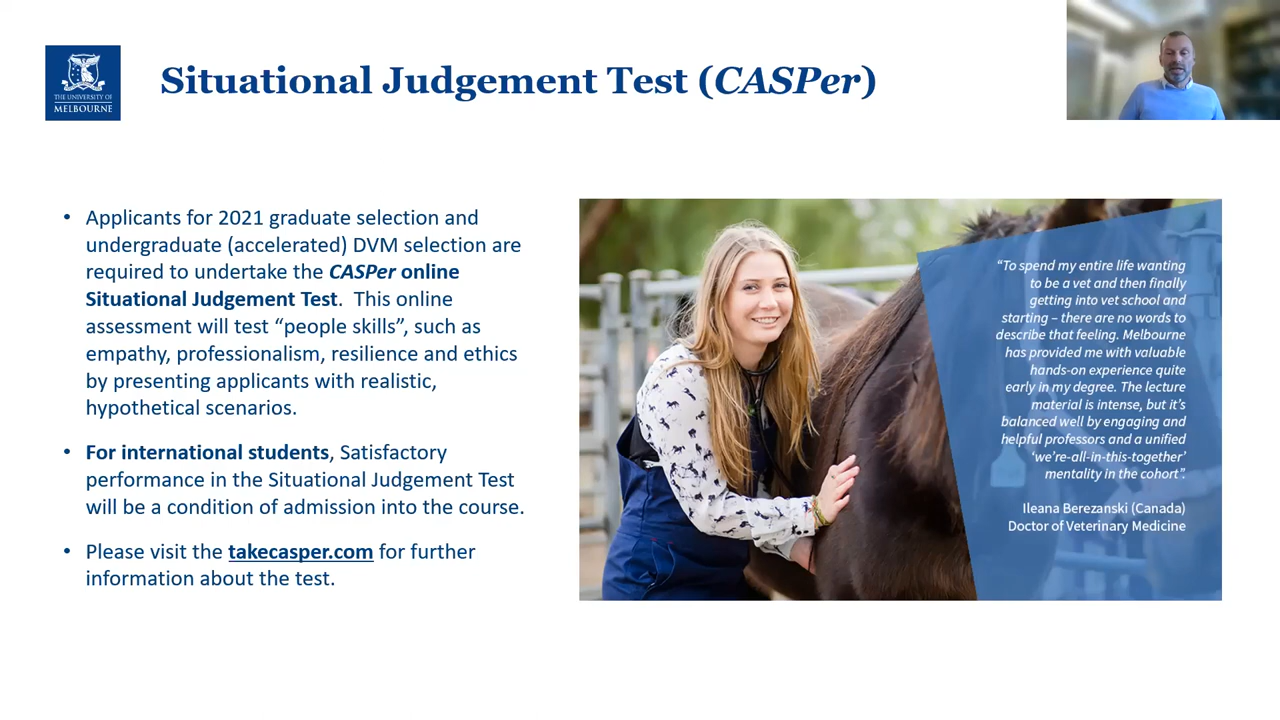 THE UNIVERSITY OF
MELBOURNE
Situational Judgement Test (CASPer)
• Applicants for 2021 graduate selection and
undergraduate (accelerated) DVM selection are
required to undertake the CASPer online
Situational Judgement Test. This online
assessment will test “people skills”, such as
empathy, professionalism, resilience and ethics
by presenting applicants with realistic,
hypothetical scenarios.
• For international students, Satisfactory
performance in the Situational Judgement Test
will be a condition of admission into the course.
• Please visit the takecasper.com for further
information about the test.
“To spend my entire life wanting
to be a vet and then finally
getting into vet school and
starting – there are no words to
describe that feeling. Melbourne
has provided me with valuable
hands-on experience quite
early in my degree. The lecture
material is intense, but it’s
balanced well by engaging and
helpful professors and a unified
‘we’re-all-in-this-together’
mentality in the cohort”.
Ileana Berezanski (Canada)
Doctor of Veterinary Medicine